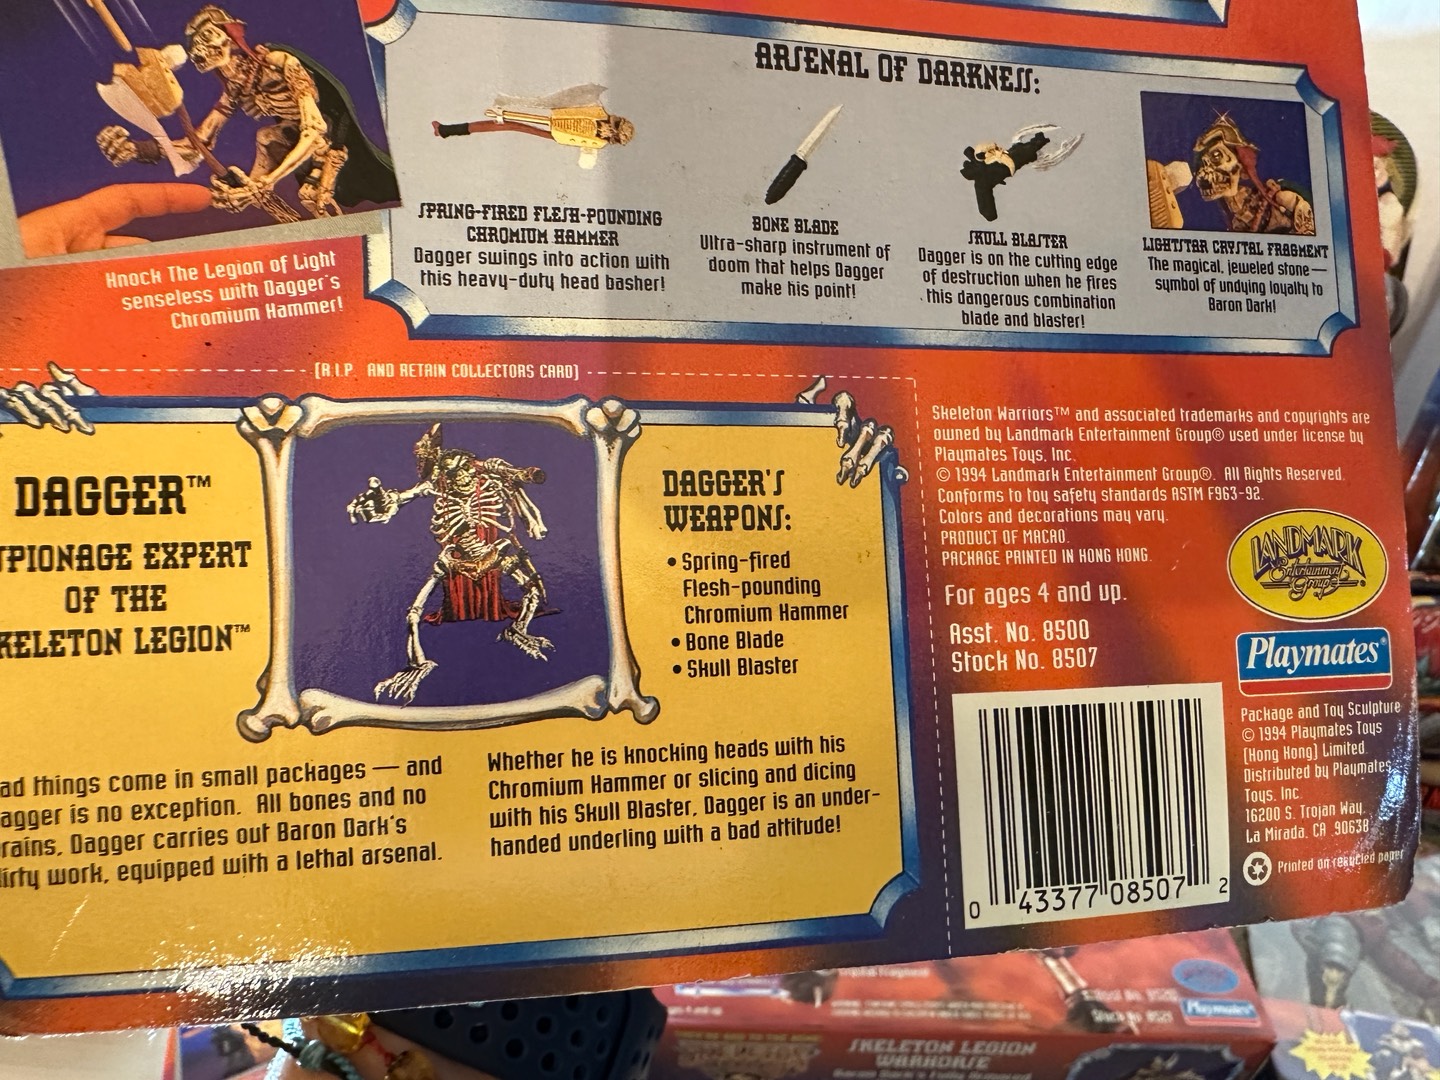 ARSENAL OF DARKNESS:
SPRING-FIRED FLESH-POUNDING
CHROMIUM HAMMER
Dagger swings into action with
this heavy-duty head basher!
BONE BLADE
Ultra-sharp instrument of
doom that helps Dagger
make his point!
SKULL BLASTER
Dagger is on the cutting edge
of destruction when he fires
this dangerous combination
blade and blaster!
LIGHTSTAR CRYSTAL FRAGMENT
The magical, jeweled stone—
symbol of undying loyalty to
Baron Dark!
Knock The Legion of Light
senseless with Dagger's
Chromium Hammer!
(R.I.P. AND RETAIN COLLECTORS CARD)
DAGGER™
PIONAGE EXPERT
OF THE
KELETON LEGION™
DAGGER'S
WEAPONS:
• Spring-fired
Flesh-pounding
Chromium Hammer
• Bone Blade
• Skull Blaster
ad things come in small packages — and
agger is no exception. All bones and no
rains, Dagger carries out Baron Dark's
irty work, equipped with a lethal arsenal.
Whether he is knocking heads with his
Chromium Hammer or slicing and dicing
with his Skull Blaster, Dagger is an under-
handed underling with a bad attitude!
Skeleton Warriors™ and associated trademarks and copyrights are
owned by Landmark Entertainment Group® used under license by
Playmates Toys, Inc.
© 1994 Landmark Entertainment Group®. All Rights Reserved.
Conforms to toy safety standards ASTM F963-92.
Colors and decorations may vary.
PRODUCT OF MACAO.
PACKAGE PRINTED IN HONG KONG.
For ages 4 and up.
Asst. No. 8500
Stock No. 8507
LANDMARK
Entertainment
Group®
Playmates®
0 43377 08507 2
Package and Toy Sculpture
© 1994 Playmates Toys
(Hong Kong) Limited.
Distributed by Playmates
Toys, Inc.
16200 S. Trojan Way,
La Mirada, CA 90638
Printed on recycled paper
Playmates
SKELETON LEGION
WARHORSE